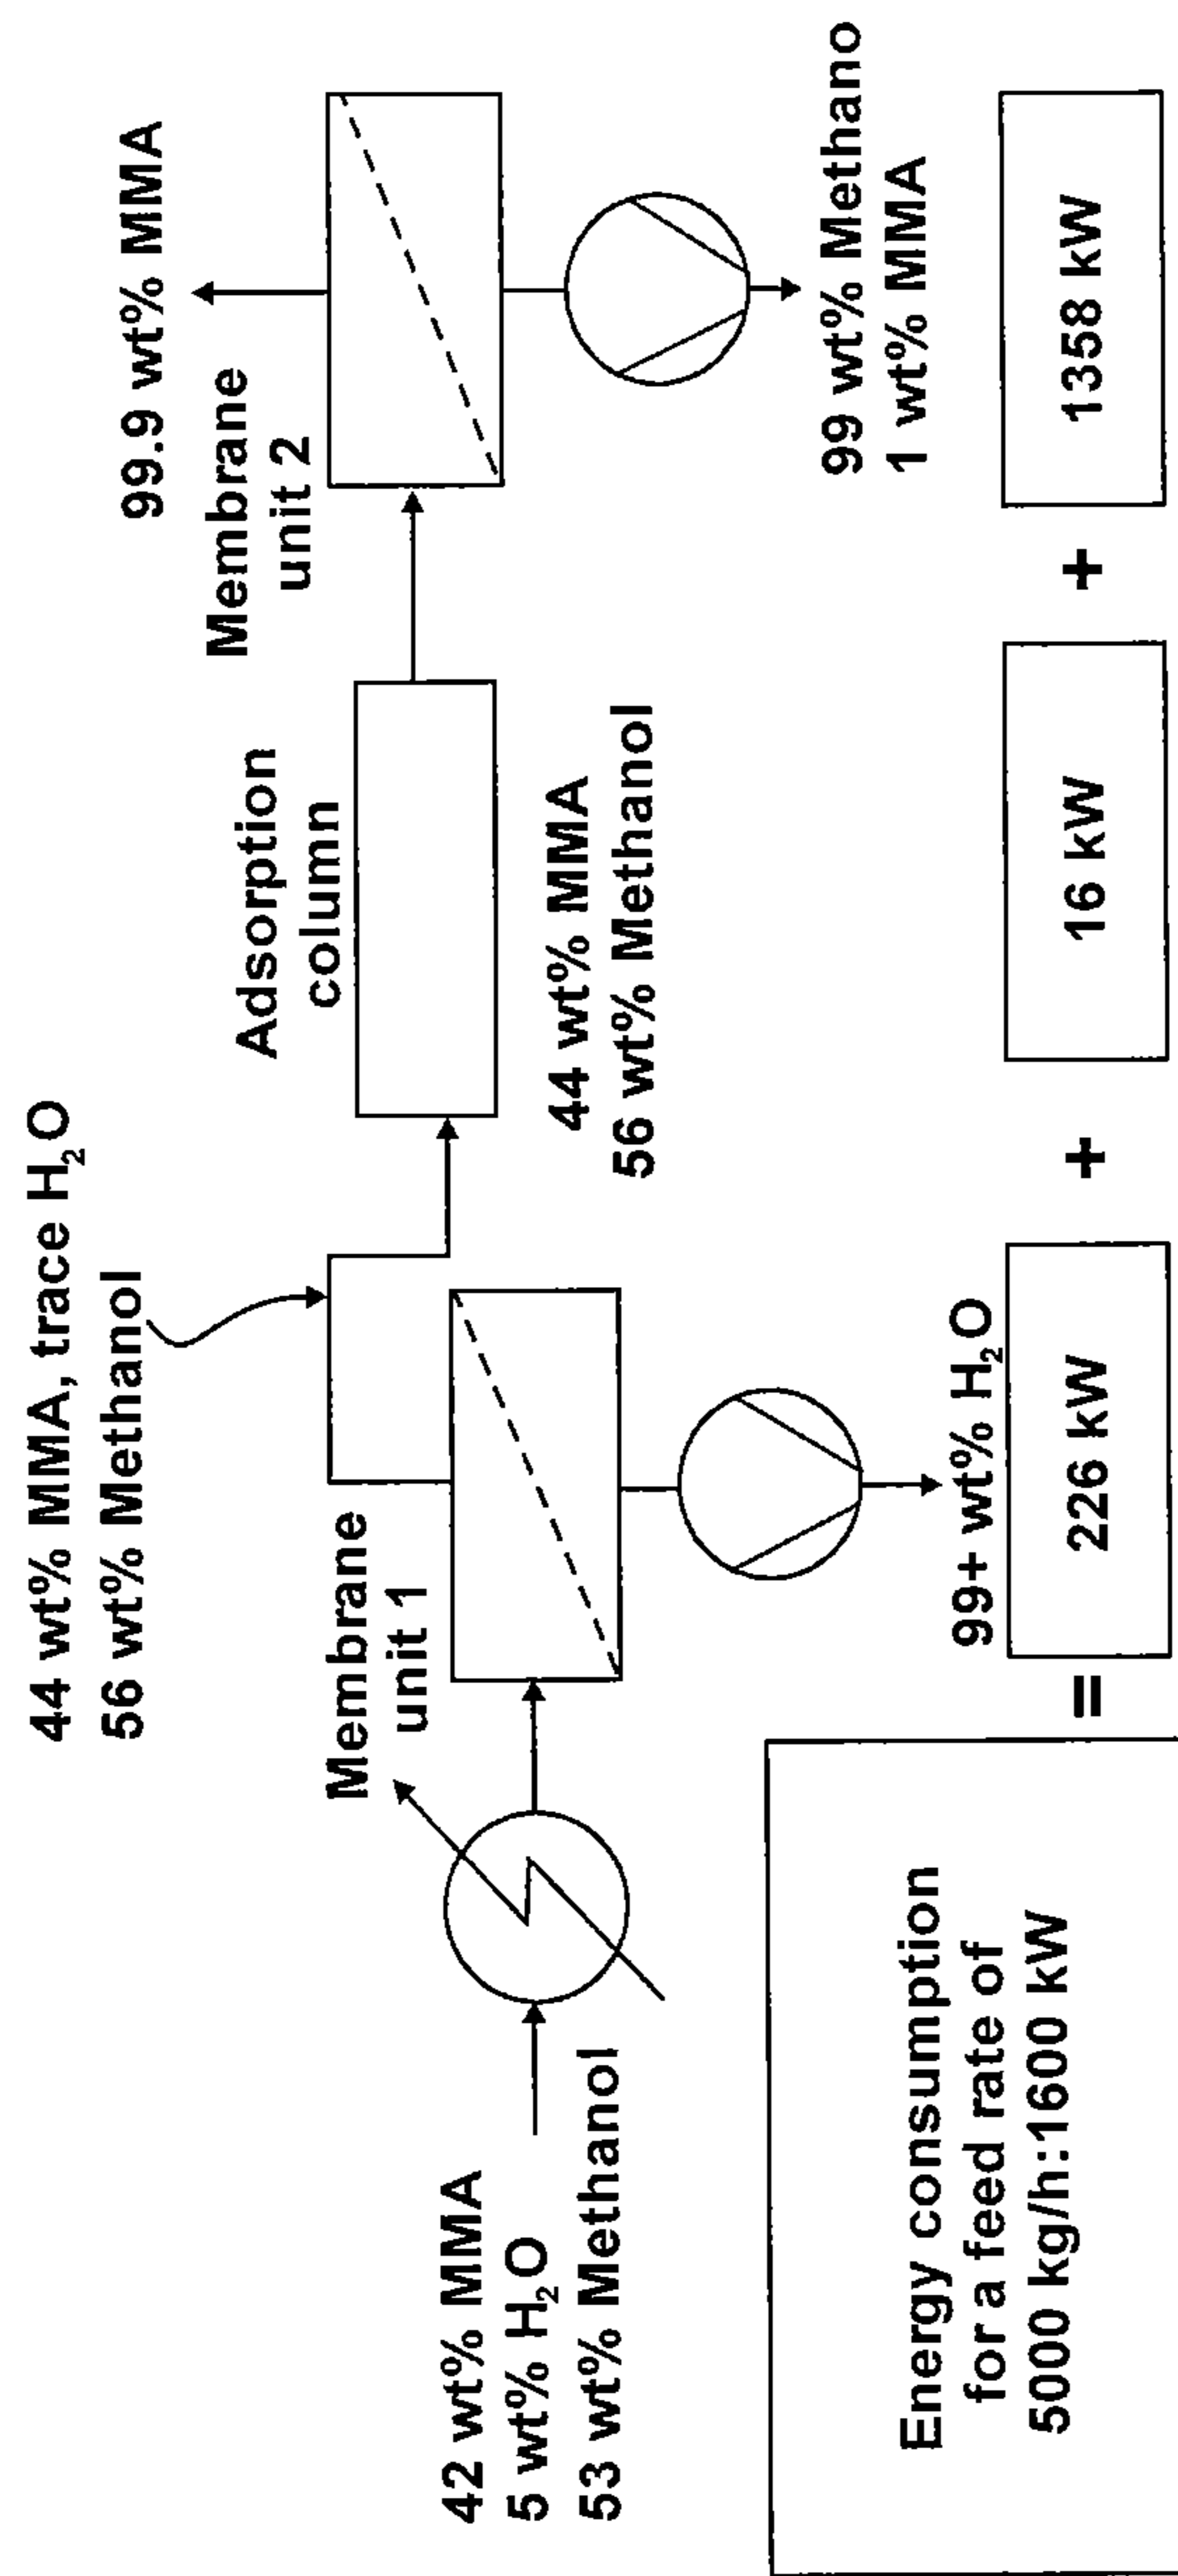 42 wt% MMA
5 wt% H₂O
53 wt% Methanol
Membrane
unit 1
44 wt% MMA, trace H₂O
56 wt% Methanol
99+ wt% H₂O
Adsorption
column
44 wt% MMA
56 wt% Methanol
Membrane
unit 2
99.9 wt% MMA
99 wt% Methano
1 wt% MMA
Energy consumption
for a feed rate of
5000 kg/h:1600 kW
=
226 kW
+
16 kW
+
1358 kW